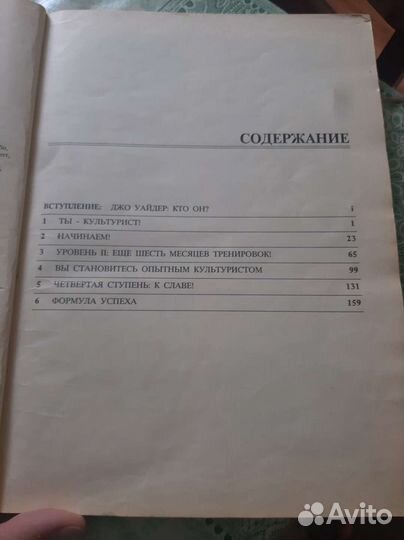 СОДЕРЖАНИЕ
ВСТУПЛЕНИЕ: ДЖО УАЙДЕР: КТО ОН? i
1 ТЫ - КУЛЬТУРИСТ! 1
2 НАЧИНАЕМ! 23
3 УРОВЕНЬ II: ЕЩЕ ШЕСТЬ МЕСЯЦЕВ ТРЕНИРОВОК! 65
4 ВЫ СТАНОВИТЕСЬ ОПЫТНЫМ КУЛЬТУРИСТОМ 99
5 ЧЕТВЕРТАЯ СТУПЕНЬ: К СЛАВЕ! 131
6 ФОРМУЛА УСПЕХА 159
Avito